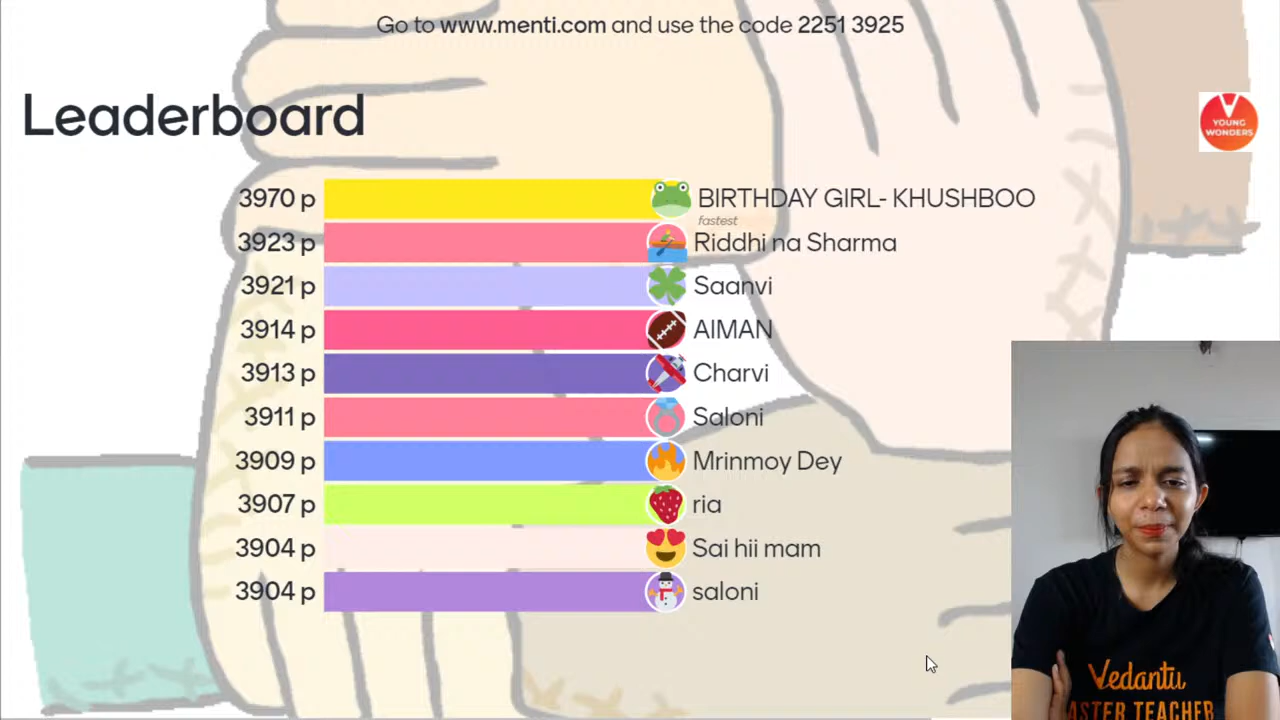 Go to www.menti.com and use the code 2251 3925
Leaderboard
YOUNG
WONDERS
3970 p BIRTHDAY GIRL- KHUSHBOO
fastest
3923 p Riddhi na Sharma
3921 p Saanvi
3914 p AIMAN
3913 p Charvi
3911 p Saloni
3909 p Mrinmoy Dey
3907 p ria
3904 p Sai hii mam
3904 p saloni
Vedantu
MASTER TEACHER